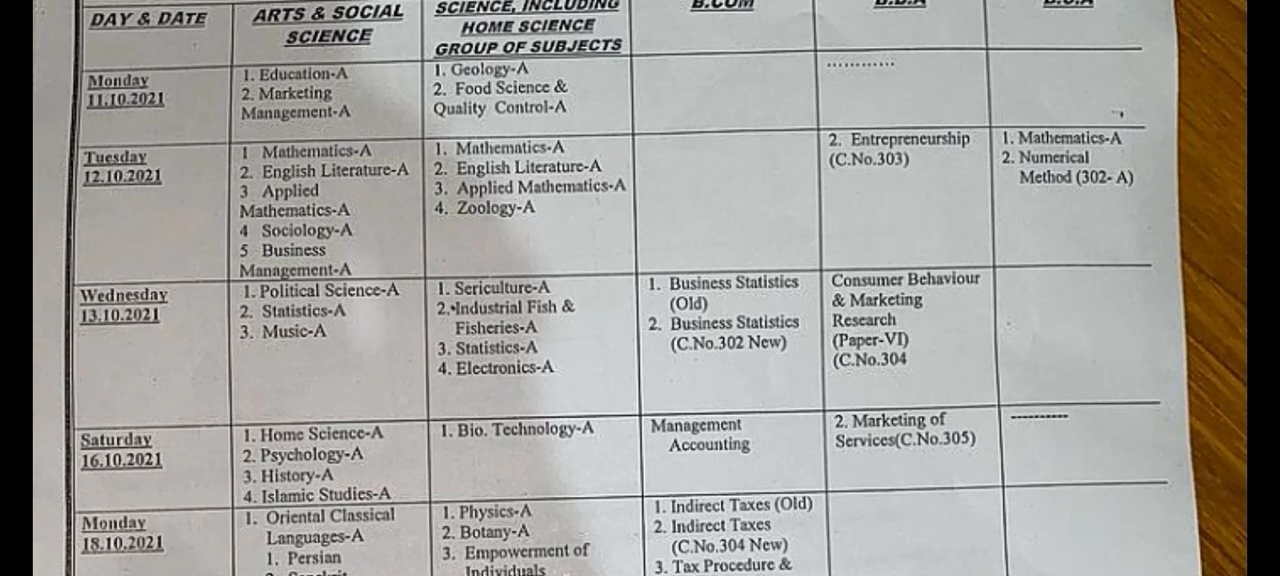 DAY & DATE
ARTS & SOCIAL
SCIENCE
SCIENCE, INCLUDING
HOME SCIENCE
GROUP OF SUBJECTS
B.COM
B.B.A
B.C.A
Monday
11.10.2021
1. Education-A
2. Marketing
Management-A
1. Geology-A
2. Food Science &
Quality Control-A
............
Tuesday
12.10.2021
1 Mathematics-A
2. English Literature-A
3 Applied
Mathematics-A
4 Sociology-A
5 Business
Management-A
1. Mathematics-A
2. English Literature-A
3. Applied Mathematics-A
4. Zoology-A
2. Entrepreneurship
(C.No.303)
1. Mathematics-A
2. Numerical
Method (302- A)
Wednesday
13.10.2021
1. Political Science-A
2. Statistics-A
3. Music-A
1. Sericulture-A
2. Industrial Fish &
Fisheries-A
3. Statistics-A
4. Electronics-A
1. Business Statistics
(Old)
2. Business Statistics
(C.No.302 New)
Consumer Behaviour
& Marketing
Research
(Paper-VI)
(C.No.304
Saturday
16.10.2021
1. Home Science-A
2. Psychology-A
3. History-A
4. Islamic Studies-A
1. Bio. Technology-A
Management
Accounting
2. Marketing of
Services(C.No.305)
----------
Monday
18.10.2021
1. Oriental Classical
Languages-A
1. Persian
1. Physics-A
2. Botany-A
3. Empowerment of
Individuals
1. Indirect Taxes (Old)
2. Indirect Taxes
(C.No.304 New)
3. Tax Procedure &